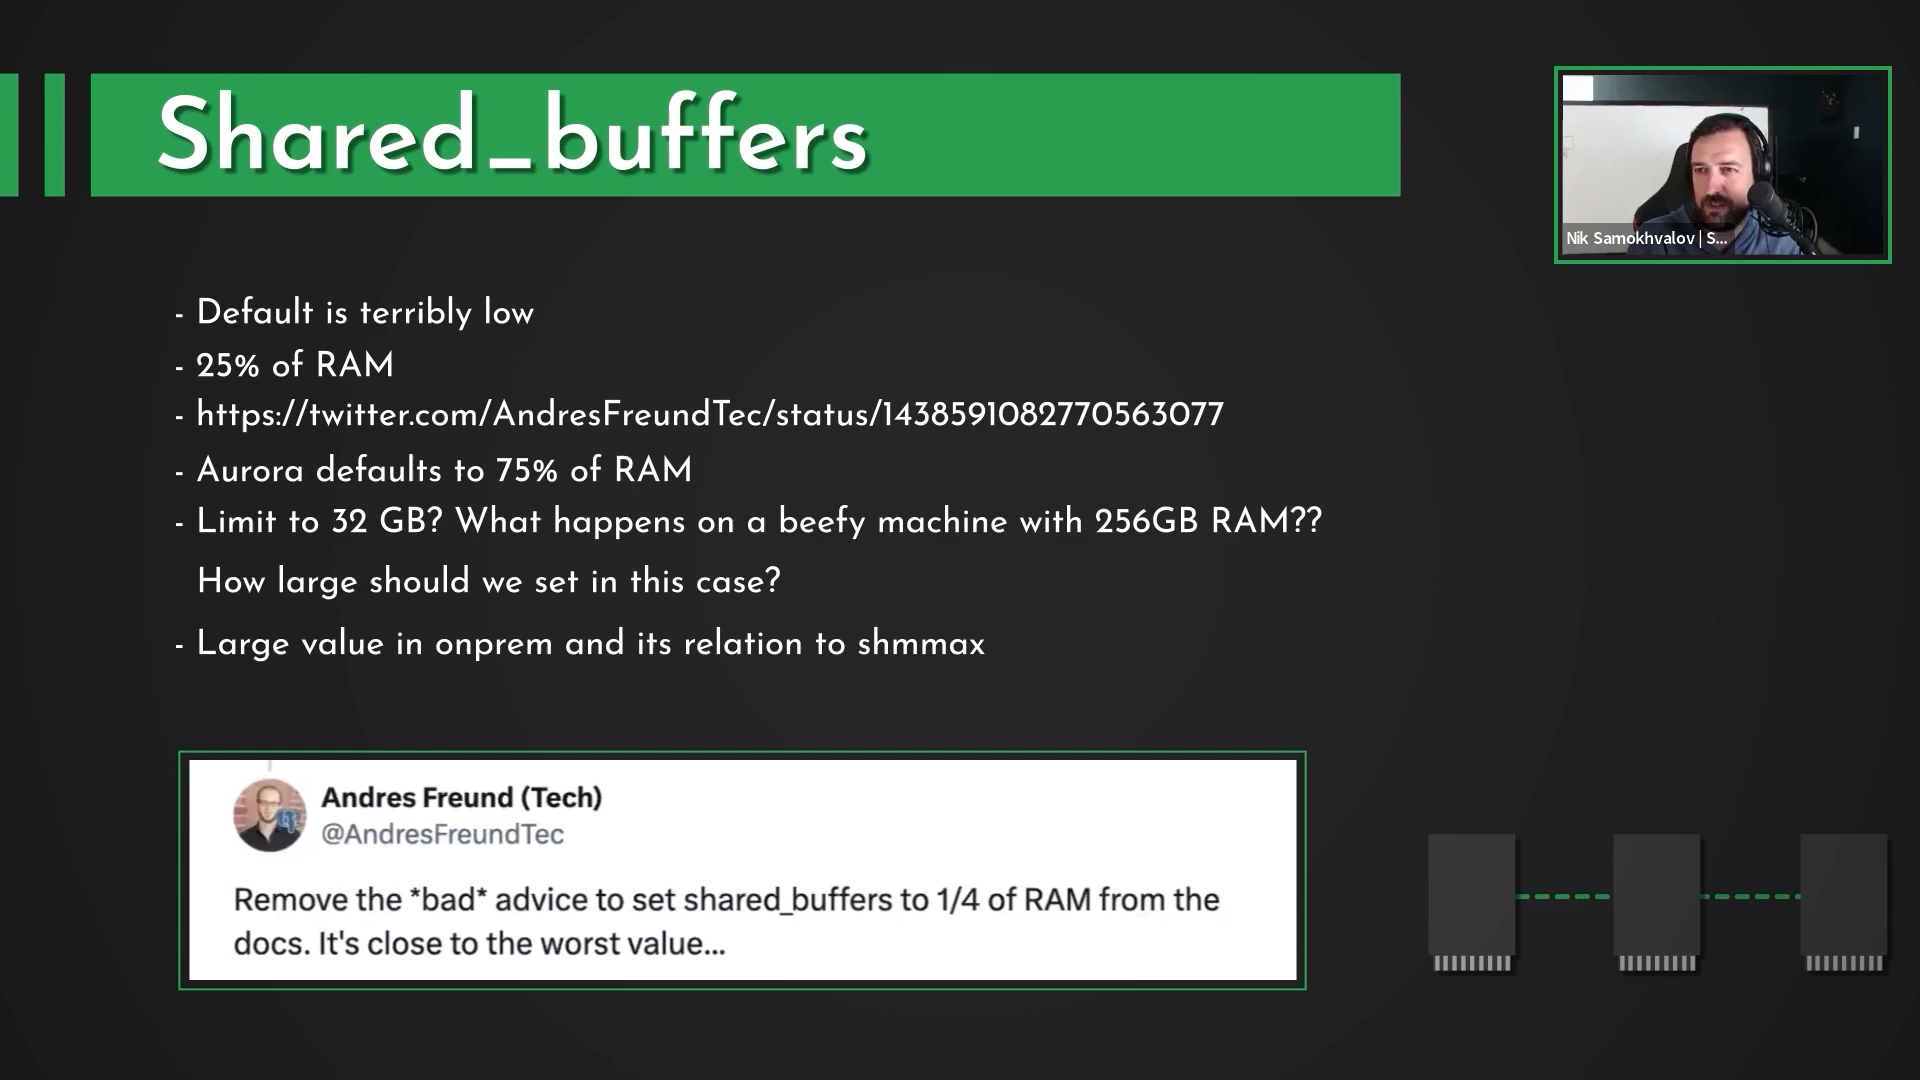 Shared_buffers
Nik Samokhvalov | S...
- Default is terribly low
- 25% of RAM
- https://twitter.com/AndresFreundTec/status/1438591082770563077
- Aurora defaults to 75% of RAM
- Limit to 32 GB? What happens on a beefy machine with 256GB RAM??
How large should we set in this case?
- Large value in onprem and its relation to shmmax
Andres Freund (Tech)
@AndresFreundTec
Remove the *bad* advice to set shared_buffers to 1/4 of RAM from the
docs. It's close to the worst value...